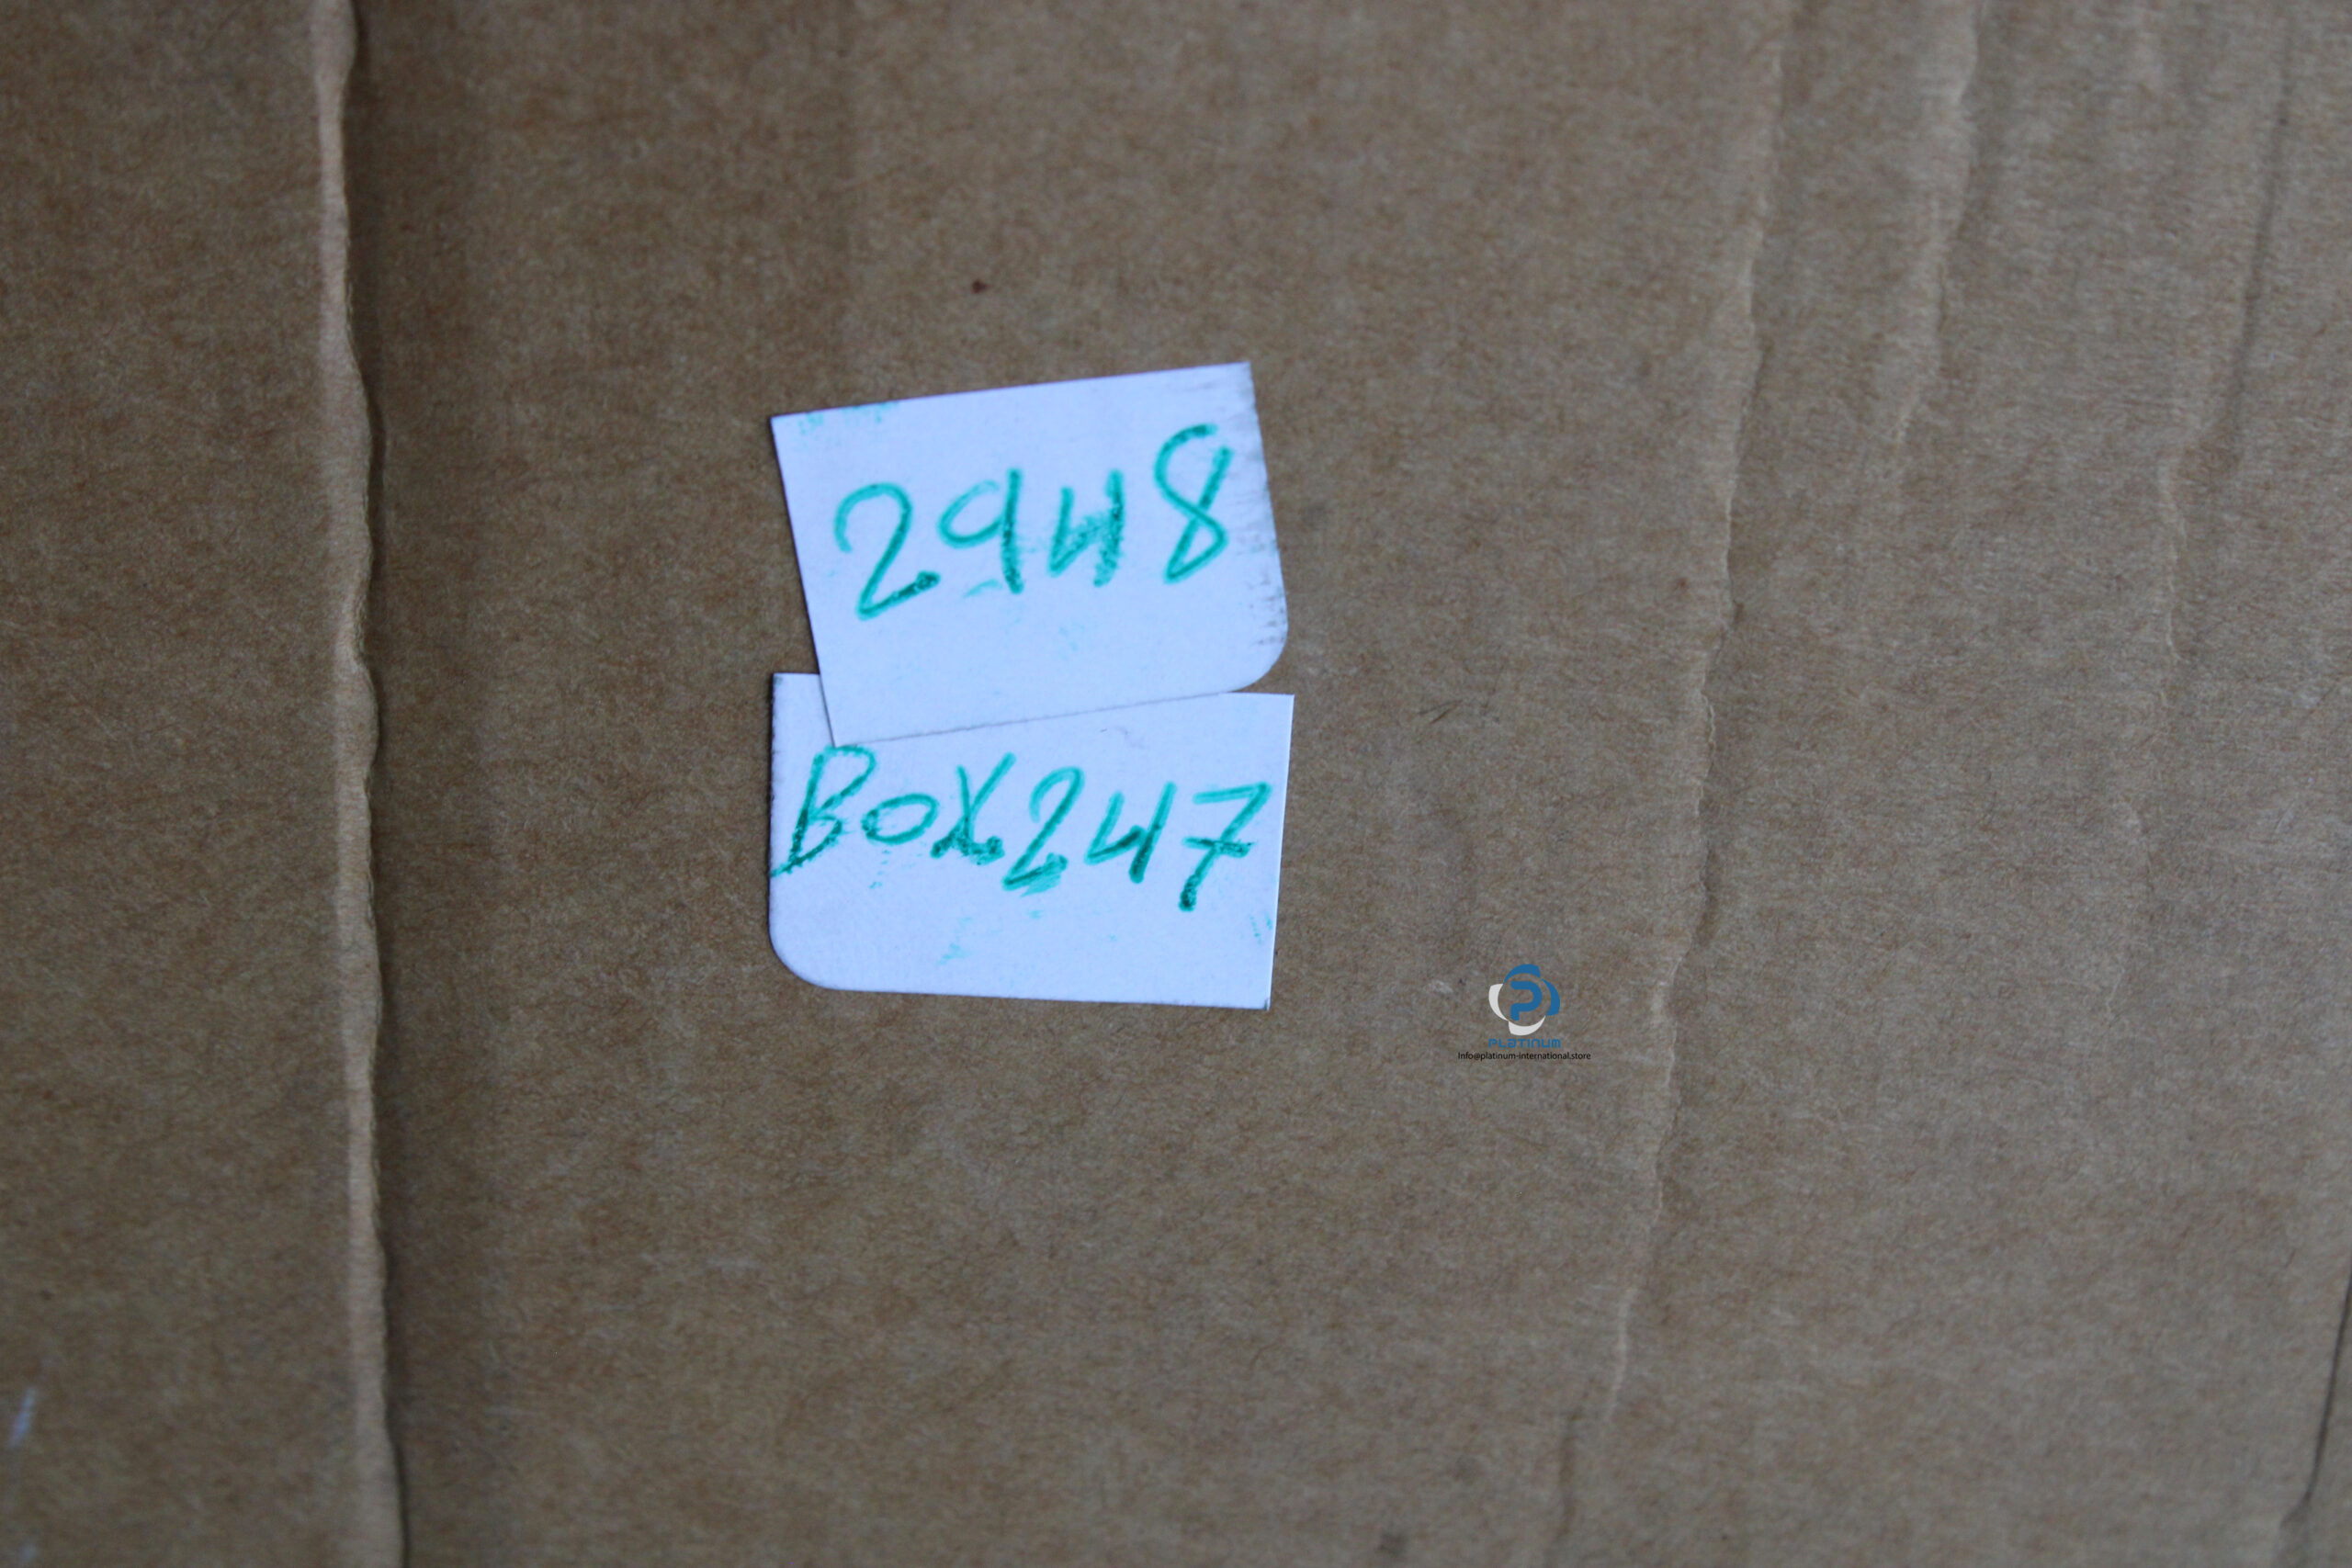 2948
BOX247
PLATINUM
Info@platinum-international.store